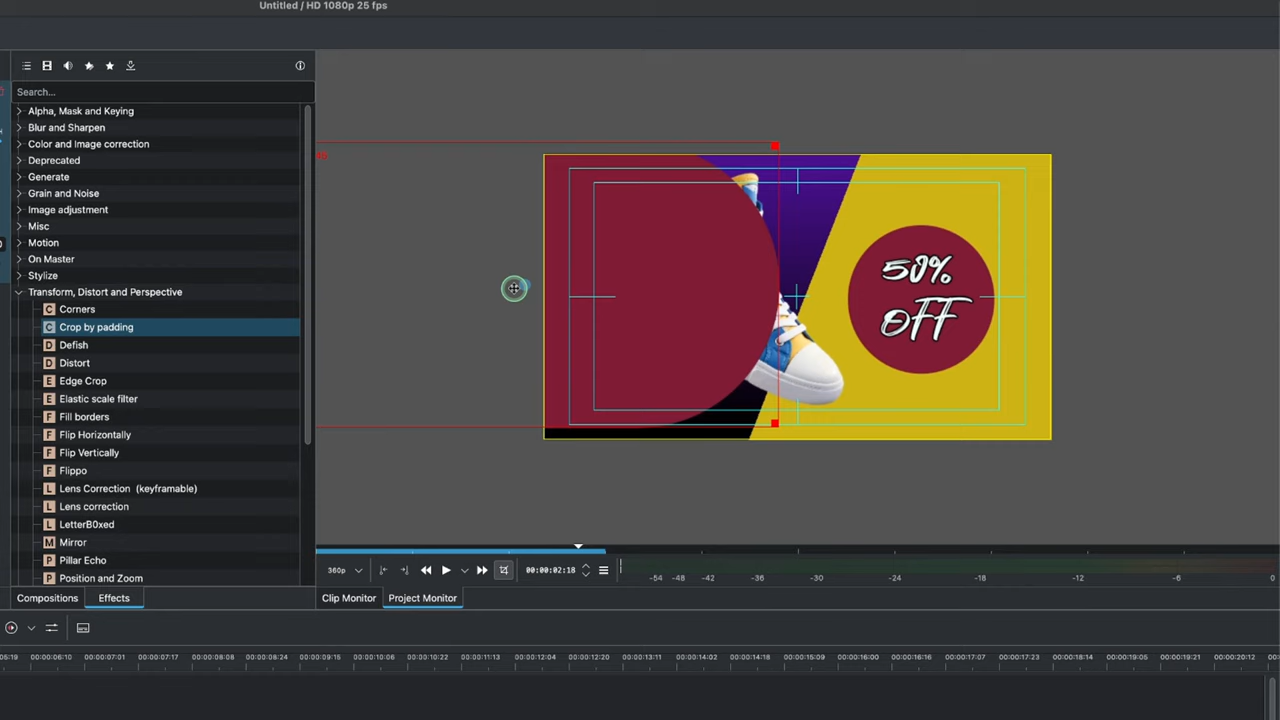 Untitled / HD 1080p 25 fps
Search...
Alpha, Mask and Keying
Blur and Sharpen
Color and Image correction
Deprecated
Generate
Grain and Noise
Image adjustment
Misc
Motion
On Master
Stylize
Transform, Distort and Perspective
C Corners
C Crop by padding
D Defish
D Distort
E Edge Crop
E Elastic scale filter
F Fill borders
F Flip Horizontally
F Flip Vertically
F Flippo
L Lens Correction (keyframable)
L Lens correction
L LetterB0xed
M Mirror
P Pillar Echo
P Position and Zoom
Compositions
Effects
50%
OFF
360p
00:00:02:18
-54 -48 -42 -36 -30 -24 -18 -12 -6 0
Clip Monitor
Project Monitor
05:19 00:00:06:10 00:00:07:01 00:00:07:17 00:00:08:08 00:00:08:24 00:00:09:15 00:00:10:06 00:00:10:22 00:00:11:13 00:00:12:04 00:00:12:20 00:00:13:11 00:00:14:02 00:00:14:18 00:00:15:09 00:00:16:00 00:00:16:16 00:00:17:07 00:00:17:23 00:00:18:14 00:00:19:05 00:00:19:21 00:00:20:12